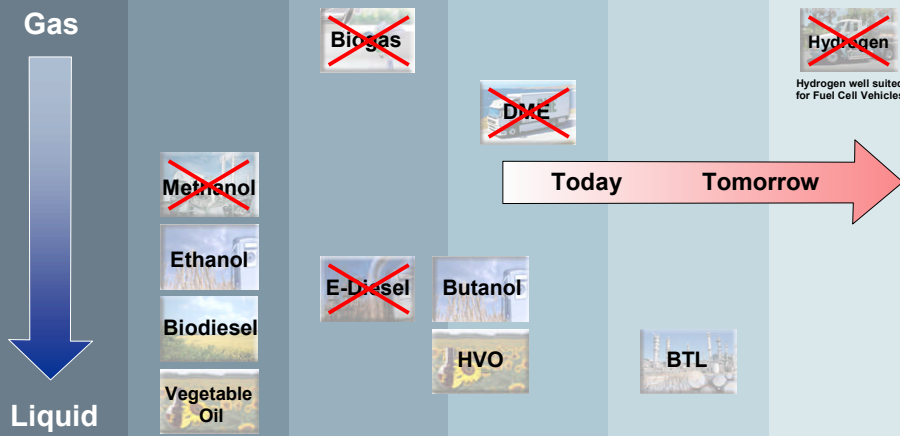 Gas
Biogas
Hydrogen
Hydrogen well suited
for Fuel Cell Vehicles
DME
Methanol
Today Tomorrow
Ethanol
E-Diesel
Butanol
Biodiesel
HVO
BTL
Vegetable
Oil
Liquid